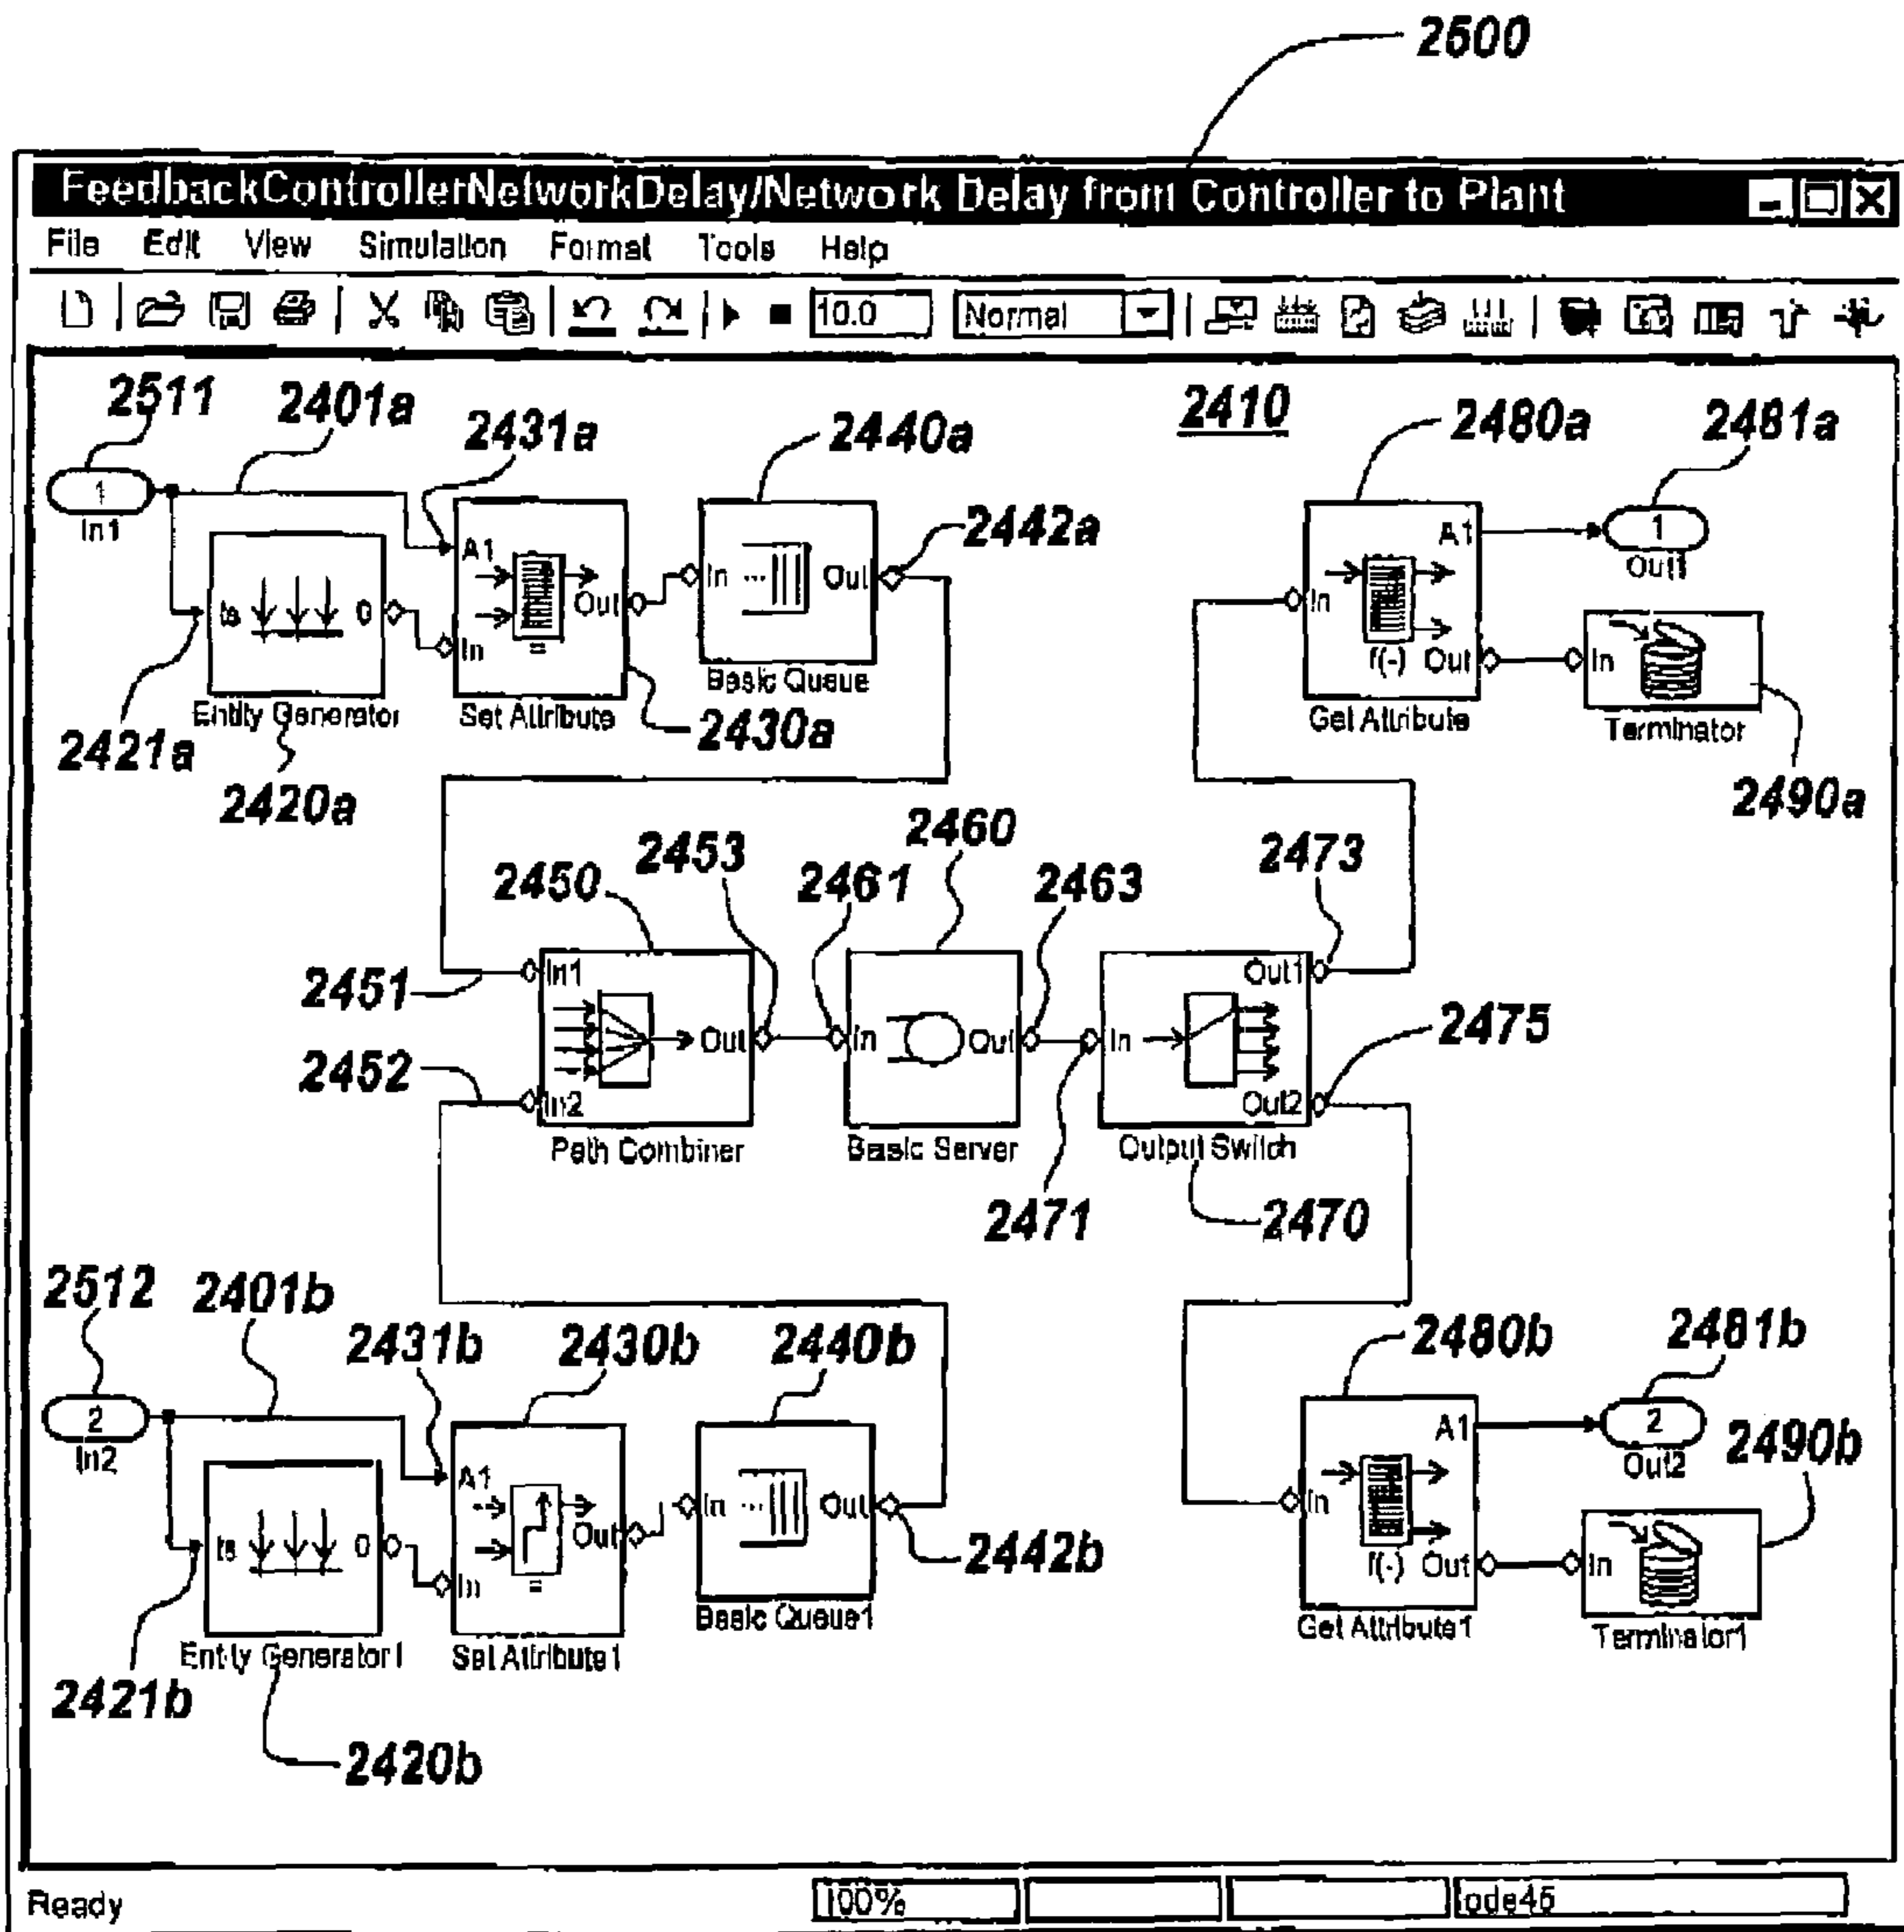 2500
FeedbackControllerNetworkDelay/Network Delay from Controller to Plant
File Edit View Simulation Format Tools Help
10.0 Normal
2511 2401a 2431a 2440a 2410 2480a 2481a
1
In1
A1
Out
In
In Out
2442a
A1
1
Out1
ts 0
In
f(-) Out
In
Entity Generator
Set Attribute
Basic Queue
Get Attribute
Terminator
2421a
2420a
2430a
2490a
2450 2453 2461 2460 2463 2473
2451
In1
Out
In Out
In
Out1
2452
In2
Out2
2475
Path Combiner
Basic Server
Output Switch
2471
2470
2512 2401b 2431b 2430b 2440b 2480b 2481b
2
In2
A1
Out
In
In Out
2442b
A1
2
Out2
2490b
ts 0
=
In
f(-) Out
In
Entity Generator1
Set Attribute1
Basic Queue1
Get Attribute1
Terminator1
2421b
2420b
Ready 100% ode45